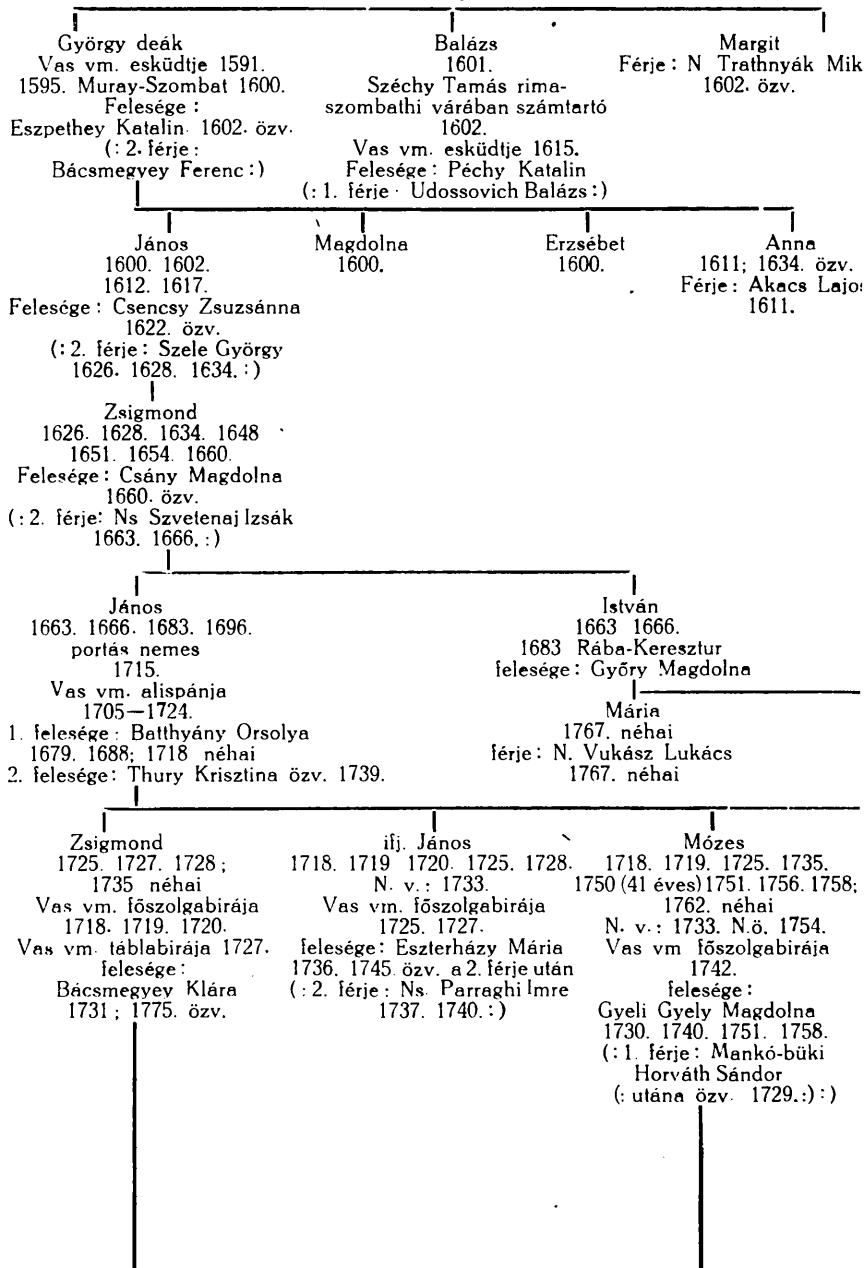 György deák
Vas vm. esküdtje 1591.
1595. Muray-Szombat 1600.
Felesége :
Eszpethey Katalin 1602. özv.
(: 2. férje :
Bácsmegyey Ferenc :)
Balázs
1601.
Széchy Tamás rima-
szombathi várában számtartó
1602.
Vas vm. esküdtje 1615.
Felesége : Péchy Katalin
(: 1. férje · Udossovich Balázs :)
Margit
Férje : N Trathnyák Mik
1602. özv.
János
1600. 1602.
1612. 1617.
Felesége : Csencsy Zsuzsánna
1622. özv.
(: 2. férje : Szele György
1626. 1628. 1634. :)
Magdolna
1600.
Erzsébet
1600.
Anna
1611; 1634. özv.
Férje : Akacs Lajos
1611.
Zsigmond
1626. 1628. 1634. 1648
1651. 1654. 1660.
Felesége : Csány Magdolna
1660. özv.
(: 2. férje: Ns Szvetenaj Izsák
1663. 1666. :)
János
1663. 1666. 1683. 1696.
portás nemes
1715.
Vas vm. alispánja
1705—1724.
1. felesége : Batthyány Orsolya
1679. 1688; 1718 néhai
2. felesége: Thury Krisztina özv. 1739.
István
1663 1666.
1683 Rába-Keresztur
felesége : Győry Magdolna
Mária
1767. néhai
férje : N. Vukász Lukács
1767. néhai
Zsigmond
1725. 1727. 1728 ;
1735 néhai
Vas vm. főszolgabirája
1718. 1719. 1720.
Vas vm. táblabirája 1727.
felesége :
Bácsmegyey Klára
1731 ; 1775. özv.
ifj. János
1718. 1719 1720. 1725. 1728.
N. v. : 1733.
Vas vm. főszolgabirája
1725. 1727.
felesége: Eszterházy Mária
1736. 1745. özv. a 2. férje után
(: 2. férje : Ns. Parraghi Imre
1737. 1740. :)
Mózes
1718. 1719. 1725. 1735.
1750 (41 éves) 1751. 1756. 1758;
1762. néhai
N. v. : 1733. N.ö. 1754.
Vas vm főszolgabirája
1742.
felesége :
Gyeli Gyely Magdolna
1730. 1740. 1751. 1758.
(: 1. férje : Mankó-büki
Horváth Sándor
(: utána özv. 1729. :) :)